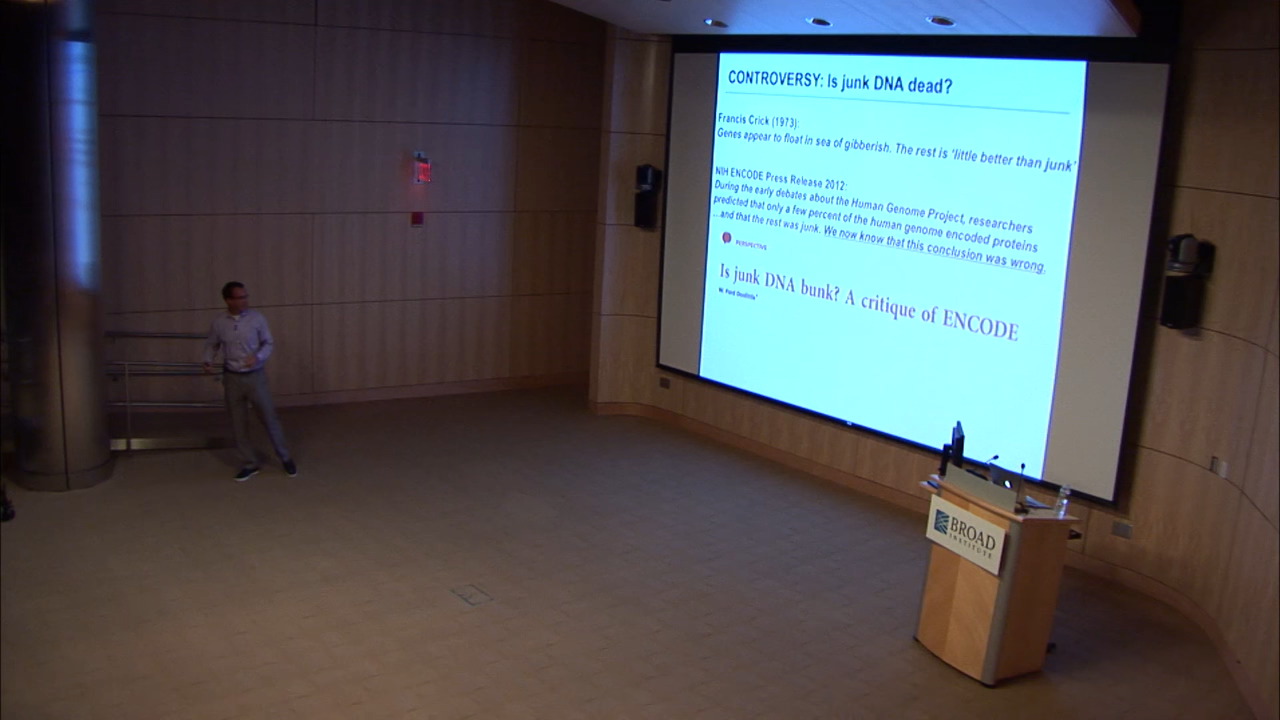 CONTROVERSY: Is junk DNA dead?
Francis Crick (1973):
Genes appear to float in sea of gibberish. The rest is 'little better than junk'
NIH ENCODE Press Release 2012:
During the early debates about the Human Genome Project, researchers
predicted that only a few percent of the human genome encoded proteins
...and that the rest was junk. We now know that this conclusion was wrong.
PERSPECTIVE
Is junk DNA bunk? A critique of ENCODE
W. Ford Doolittle
BROAD
INSTITUTE